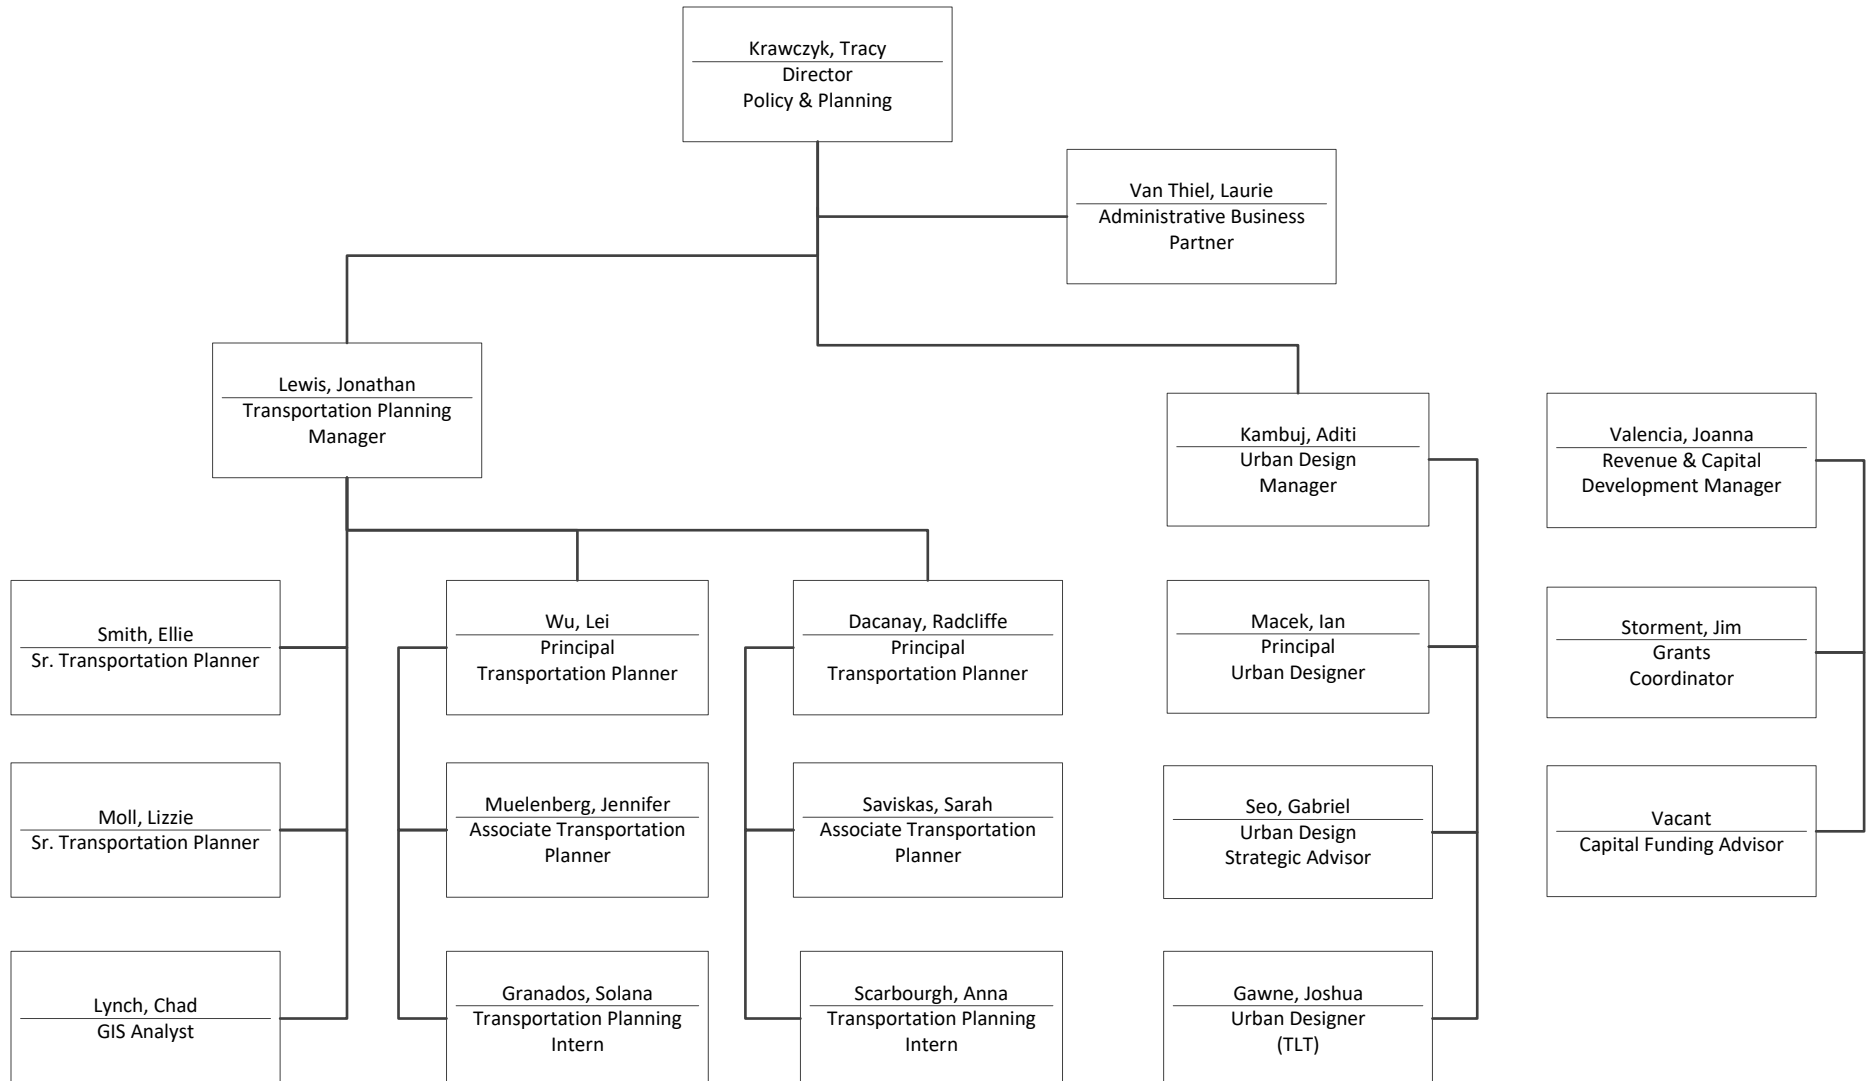 Krawczyk, Tracy
Director
Policy & Planning
Van Thiel, Laurie
Administrative Business
Partner
Lewis, Jonathan
Transportation Planning
Manager
Kambuj, Aditi
Urban Design
Manager
Valencia, Joanna
Revenue & Capital
Development Manager
Smith, Ellie
Sr. Transportation Planner
Wu, Lei
Principal
Transportation Planner
Dacanay, Radcliffe
Principal
Transportation Planner
Macek, Ian
Principal
Urban Designer
Storment, Jim
Grants
Coordinator
Moll, Lizzie
Sr. Transportation Planner
Muelenberg, Jennifer
Associate Transportation
Planner
Saviskas, Sarah
Associate Transportation
Planner
Seo, Gabriel
Urban Design
Strategic Advisor
Vacant
Capital Funding Advisor
Lynch, Chad
GIS Analyst
Granados, Solana
Transportation Planning
Intern
Scarbourgh, Anna
Transportation Planning
Intern
Gawne, Joshua
Urban Designer
(TLT)